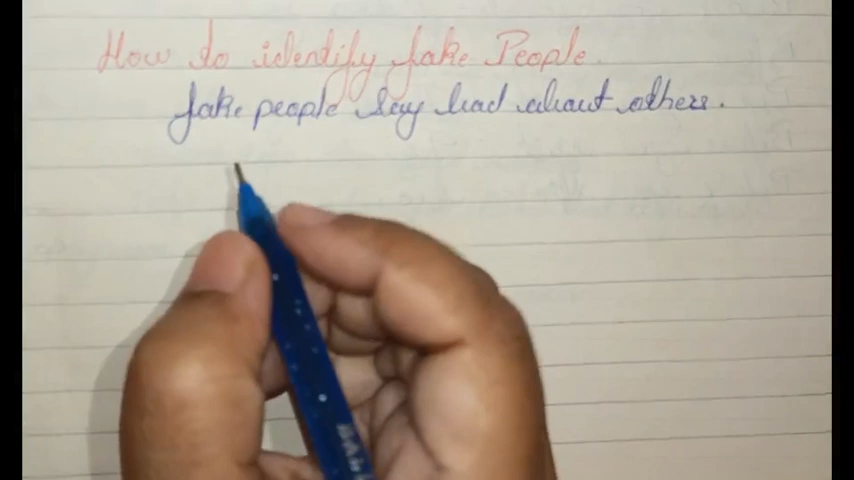 How to identify fake People.
fake people say bad about others.